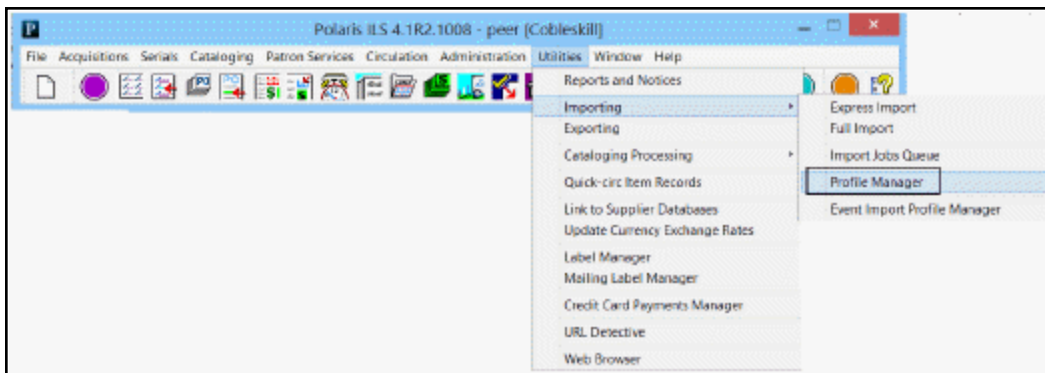 Polaris ILS 4.1R2.1008 - peer [Cobleskill]
File Acquisitions Serials Cataloging Patron Services Circulation Administration Utilities Window Help
Reports and Notices
Importing
Exporting
Cataloging Processing
Quick-circ Item Records
Link to Supplier Databases
Update Currency Exchange Rates
Label Manager
Mailing Label Manager
Credit Card Payments Manager
URL Detective
Web Browser
Express Import
Full Import
Import Jobs Queue
Profile Manager
Event Import Profile Manager